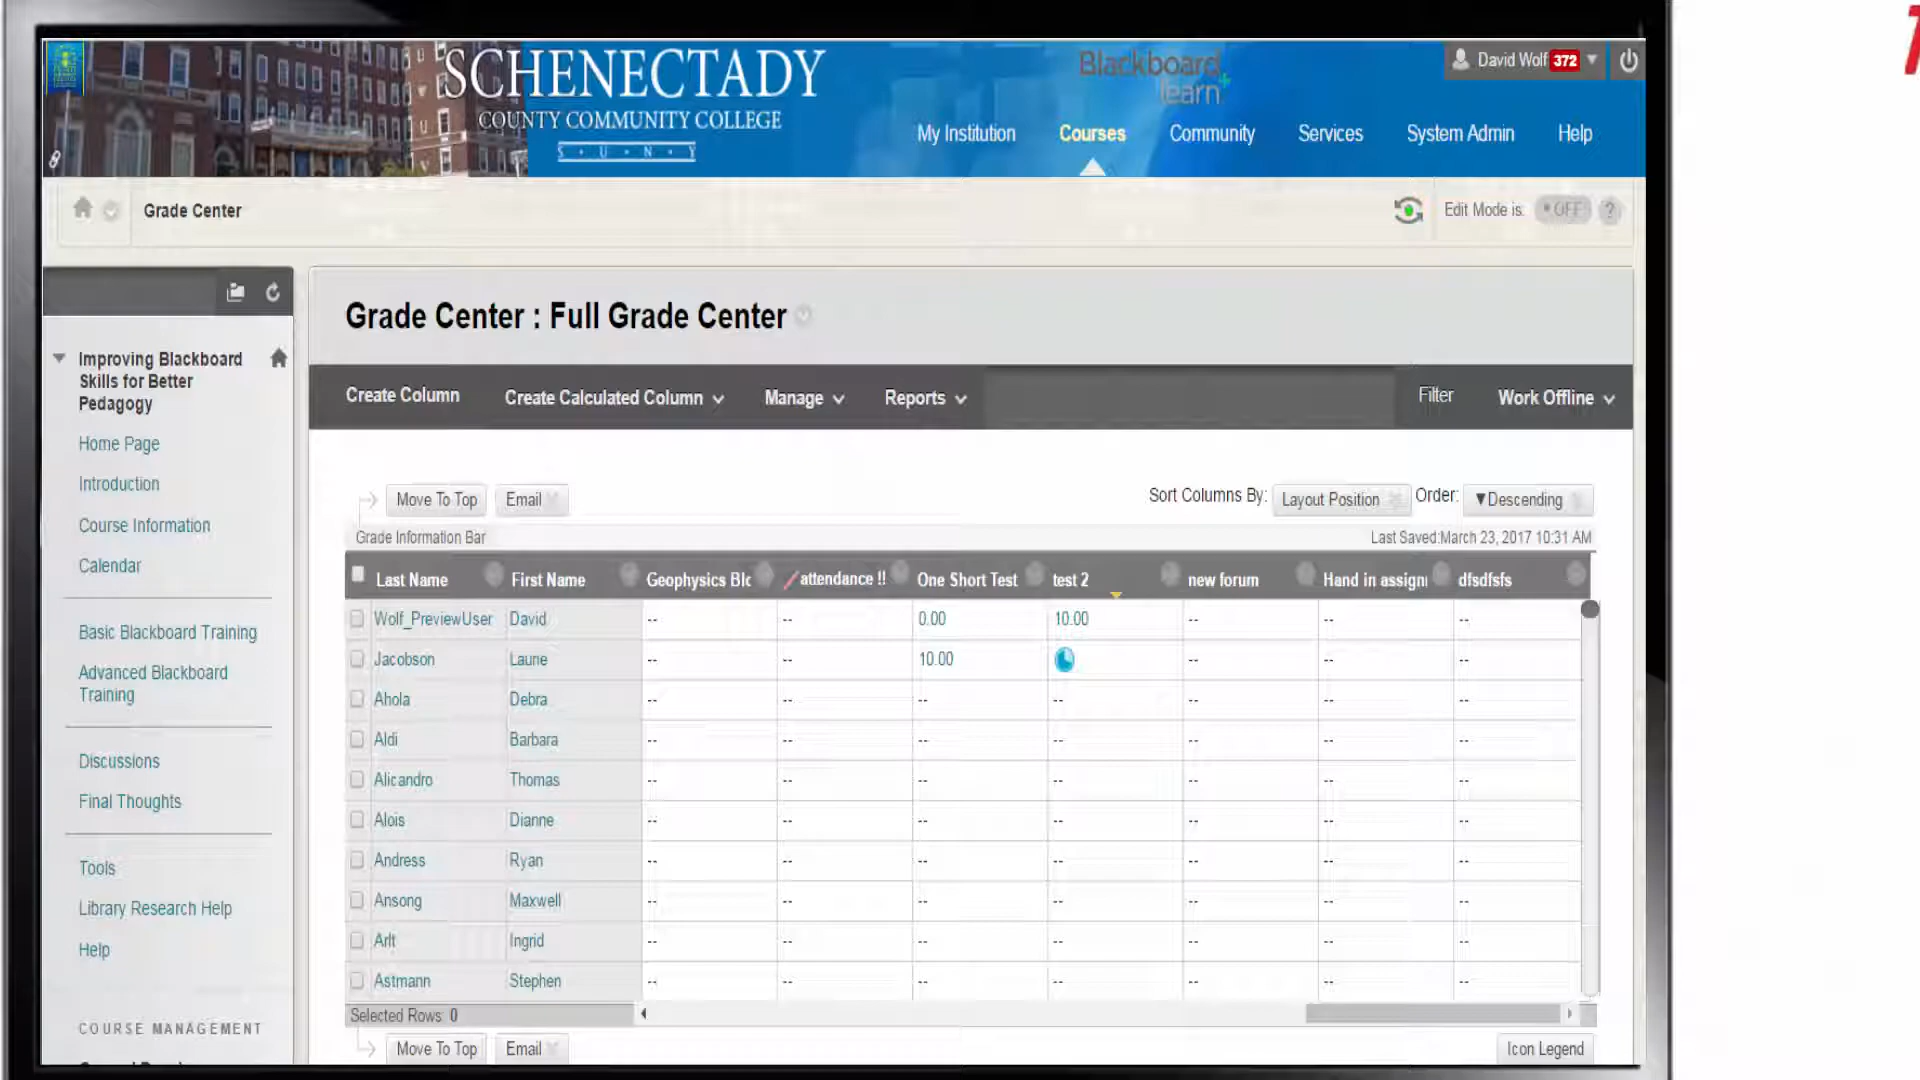 SCHENECTADY
COUNTY COMMUNITY COLLEGE
S · U · N · Y
Blackboard
learn
David Wolf 372
My Institution Courses Community Services System Admin Help
Grade Center
Edit Mode is: OFF ?
Grade Center : Full Grade Center
Improving Blackboard
Skills for Better
Pedagogy
Home Page
Introduction
Course Information
Calendar
Basic Blackboard Training
Advanced Blackboard
Training
Discussions
Final Thoughts
Tools
Library Research Help
Help
COURSE MANAGEMENT
Create Column Create Calculated Column Manage Reports Filter Work Offline
Move To Top Email Sort Columns By: Layout Position Order: ▼Descending
Grade Information Bar Last Saved:March 23, 2017 10:31 AM
Last Name First Name Geophysics Blc attendance !! One Short Test test 2 new forum Hand in assign dfsdfsfs
Wolf_PreviewUser David -- -- 0.00 10.00 -- -- --
Jacobson Laurie -- -- 10.00 -- -- --
Ahola Debra -- -- -- -- -- -- --
Aldi Barbara -- -- -- -- -- -- --
Alicandro Thomas -- -- -- -- -- -- --
Alois Dianne -- -- -- -- -- -- --
Andress Ryan -- -- -- -- -- -- --
Ansong Maxwell -- -- -- -- -- -- --
Arlt Ingrid -- -- -- -- -- -- --
Astmann Stephen -- -- -- -- -- -- --
Selected Rows: 0
Move To Top Email Icon Legend